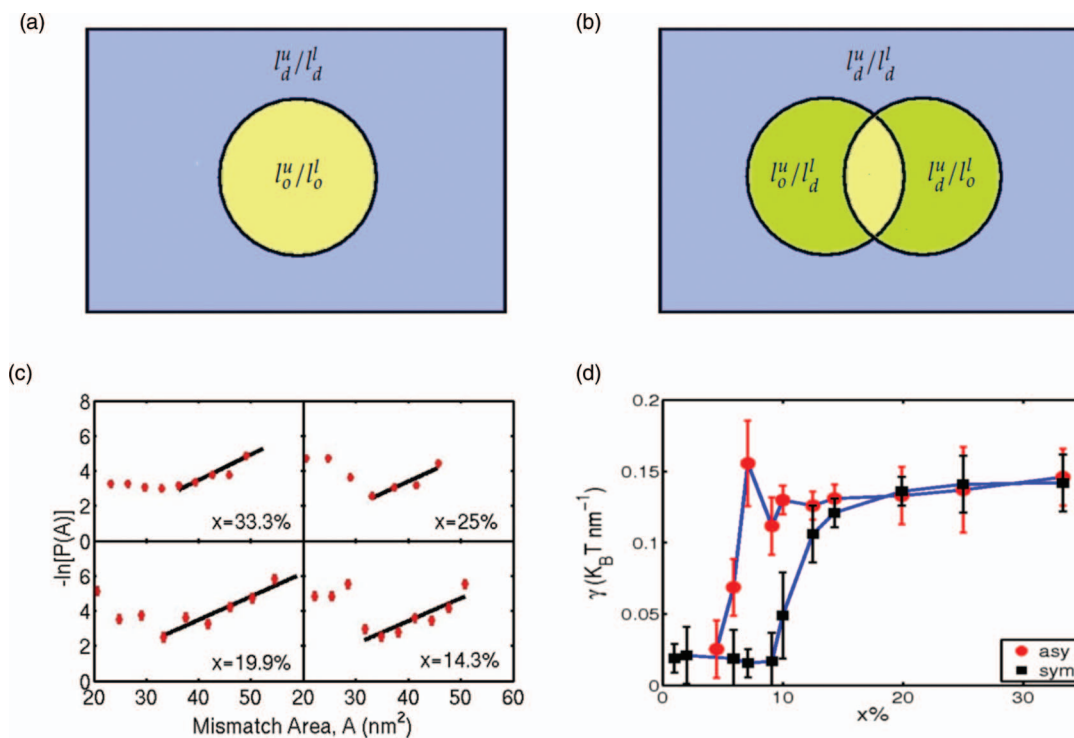 (a)
(b)
l_d^u/l_d^l
l_o^u/l_o^l
l_d^u/l_d^l
l_o^u/l_d^l
l_d^u/l_o^l
(c)
-ln[P(A)]
8
6
4
2
0
x=33.3%
x=25%
8
6
4
2
0
x=19.9%
x=14.3%
20 30 40 50 20 30 40 50 60
Mismatch Area, A (nm²)
(d)
γ (K_B T nm⁻¹)
0.2
0.15
0.1
0.05
0
0 10 20 30
x%
asy
sym